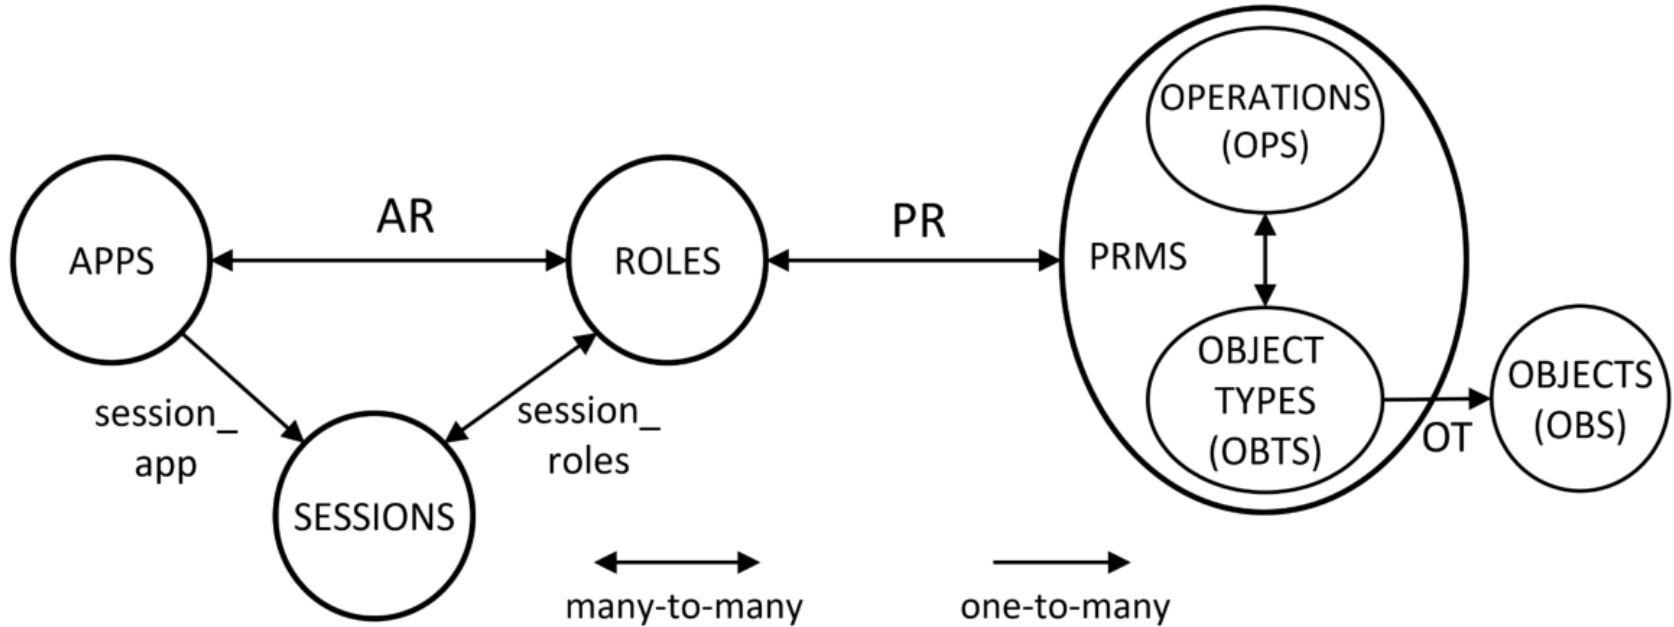 OPERATIONS
(OPS)
AR
PR
APPS
ROLES
PRMS
OBJECT
TYPES
(OBTS)
OBJECTS
(OBS)
OT
session_
app
session_
roles
SESSIONS
many-to-many
one-to-many